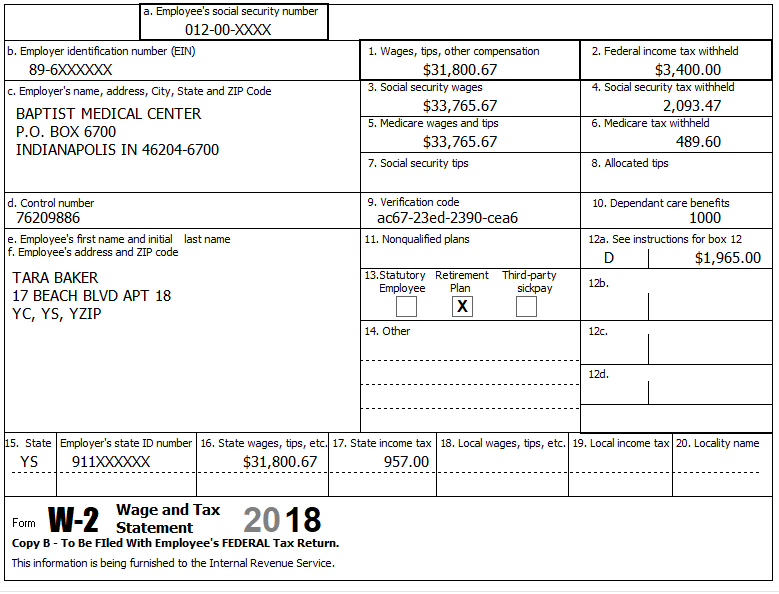 a. Employee's social security number
012-00-XXXX
b. Employer identification number (EIN)
89-6XXXXXX
1. Wages, tips, other compensation
$31,800.67
2. Federal income tax withheld
$3,400.00
c. Employer's name, address, City, State and ZIP Code
BAPTIST MEDICAL CENTER
P.O. BOX 6700
INDIANAPOLIS IN 46204-6700
3. Social security wages
$33,765.67
4. Social security tax withheld
2,093.47
5. Medicare wages and tips
$33,765.67
6. Medicare tax withheld
489.60
7. Social security tips
8. Allocated tips
d. Control number
76209886
9. Verification code
ac67-23ed-2390-cea6
10. Dependant care benefits
1000
e. Employee's first name and initial last name
f. Employee's address and ZIP code
TARA BAKER
17 BEACH BLVD APT 18
YC, YS, YZIP
11. Nonqualified plans
12a. See instructions for box 12
D $1,965.00
13.Statutory Employee
Retirement Plan
Third-party sickpay
X
12b.
14. Other
12c.
12d.
15. State
YS
Employer's state ID number
911XXXXXX
16. State wages, tips, etc.
$31,800.67
17. State income tax
957.00
18. Local wages, tips, etc.
19. Local income tax
20. Locality name
Form W-2 Wage and Tax Statement 2018
Copy B - To Be FIled With Employee's FEDERAL Tax Return.
This information is being furnished to the Internal Revenue Service.